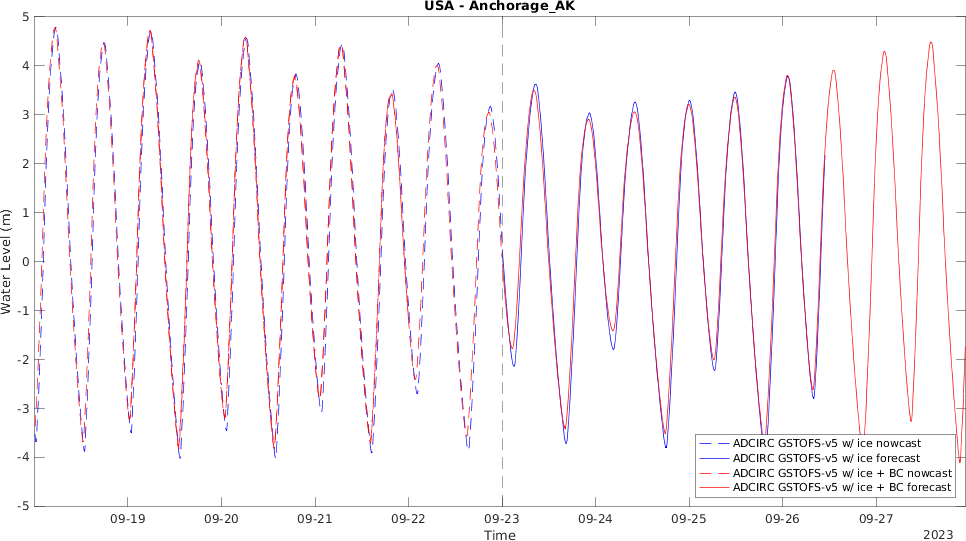 USA - Anchorage_AK
Water Level (m)
5
4
3
2
1
0
-1
-2
-3
-4
-5
ADCIRC GSTOFS-v5 w/ ice nowcast
ADCIRC GSTOFS-v5 w/ ice forecast
ADCIRC GSTOFS-v5 w/ ice + BC nowcast
ADCIRC GSTOFS-v5 w/ ice + BC forecast
09-19 09-20 09-21 09-22 09-23 09-24 09-25 09-26 09-27
Time
2023